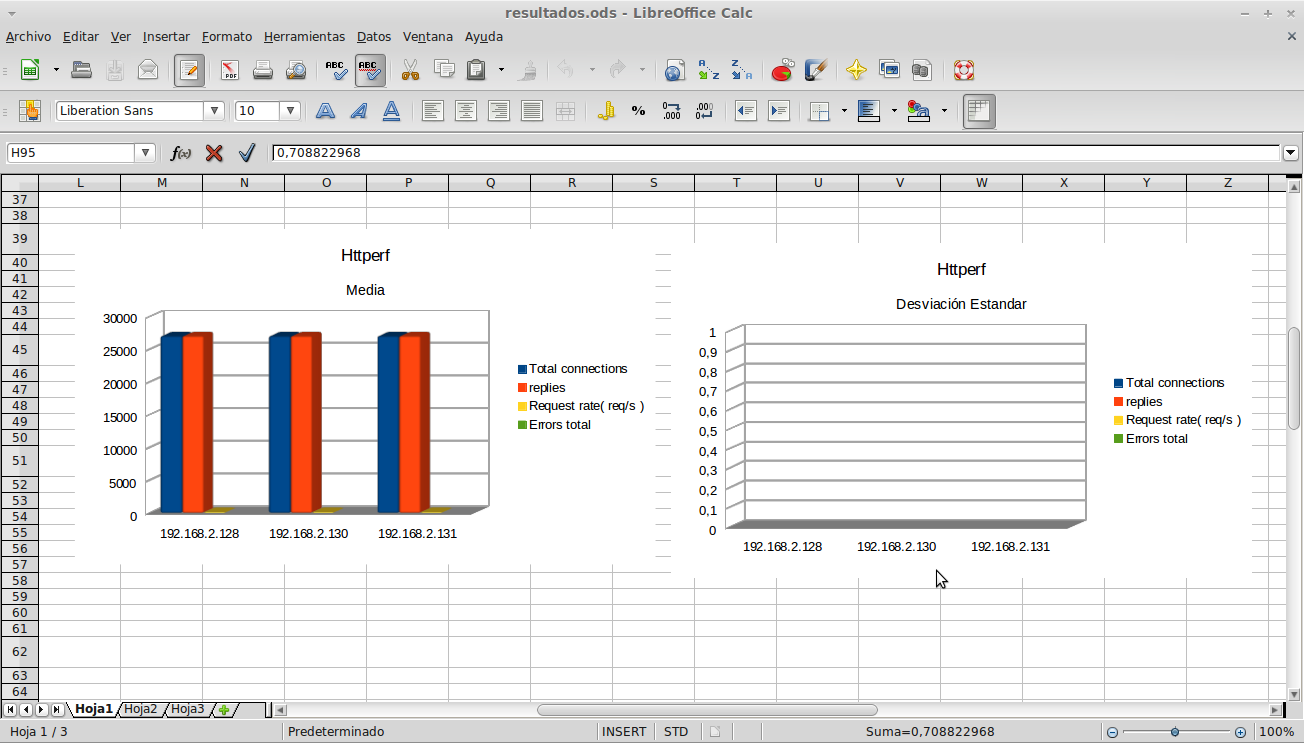 resultados.ods - LibreOffice Calc
Archivo Editar Ver Insertar Formato Herramientas Datos Ventana Ayuda
Liberation Sans 10
H95 f(x) 0,708822968
L M N O P Q R S T U V W X Y Z
37
38
39
40
41
42
43
44
45
46
47
48
49
50
51
52
53
54
55
56
57
58
59
60
61
62
63
64
Httperf
Media
30000
25000
20000
15000
10000
5000
0
192.168.2.128 192.168.2.130 192.168.2.131
Total connections
replies
Request rate( req/s )
Errors total
Httperf
Desviación Estandar
1
0,9
0,8
0,7
0,6
0,5
0,4
0,3
0,2
0,1
0
192.168.2.128 192.168.2.130 192.168.2.131
Total connections
replies
Request rate( req/s )
Errors total
Hoja1 Hoja2 Hoja3
Hoja 1 / 3 Predeterminado INSERT STD Suma=0,708822968 100%